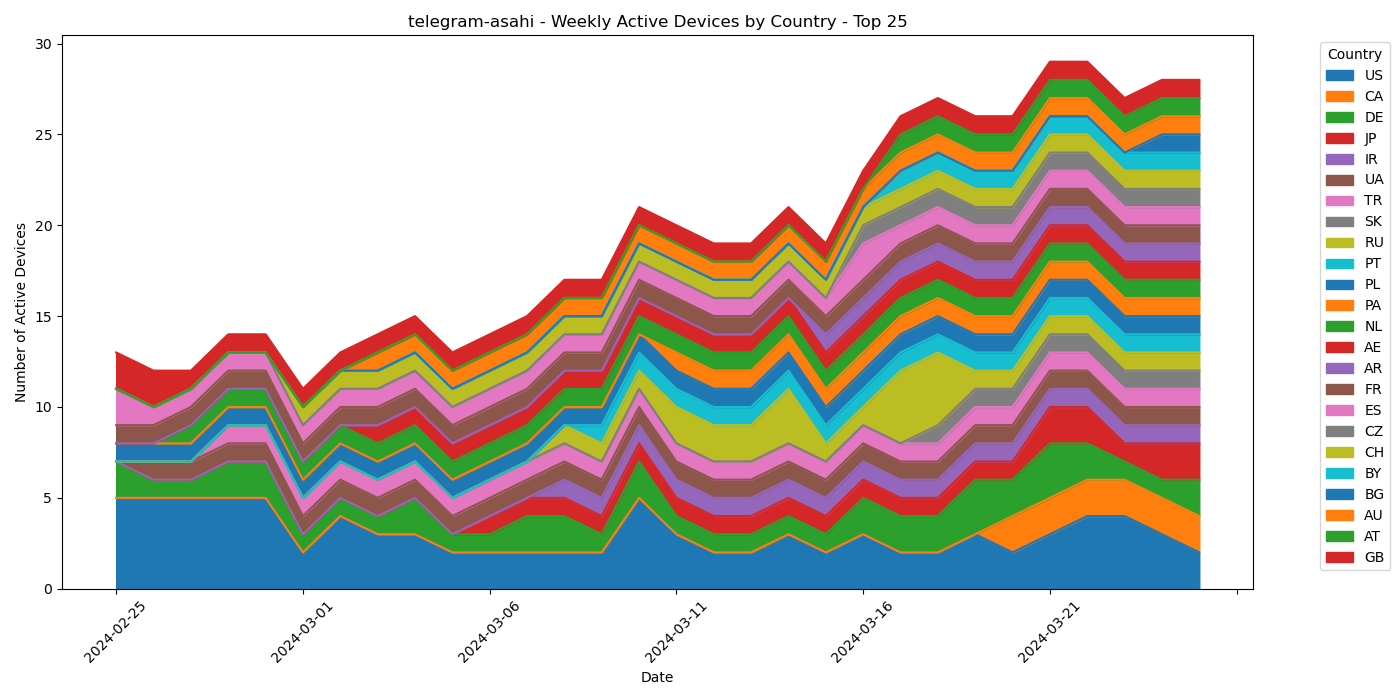 telegram-asahi - Weekly Active Devices by Country - Top 25
Number of Active Devices
30
25
20
15
10
5
0
2024-02-25
2024-03-01
2024-03-06
2024-03-11
2024-03-16
2024-03-21
Date
Country
US
CA
DE
JP
IR
UA
TR
SK
RU
PT
PL
PA
NL
AE
AR
FR
ES
CZ
CH
BY
BG
AU
AT
GB